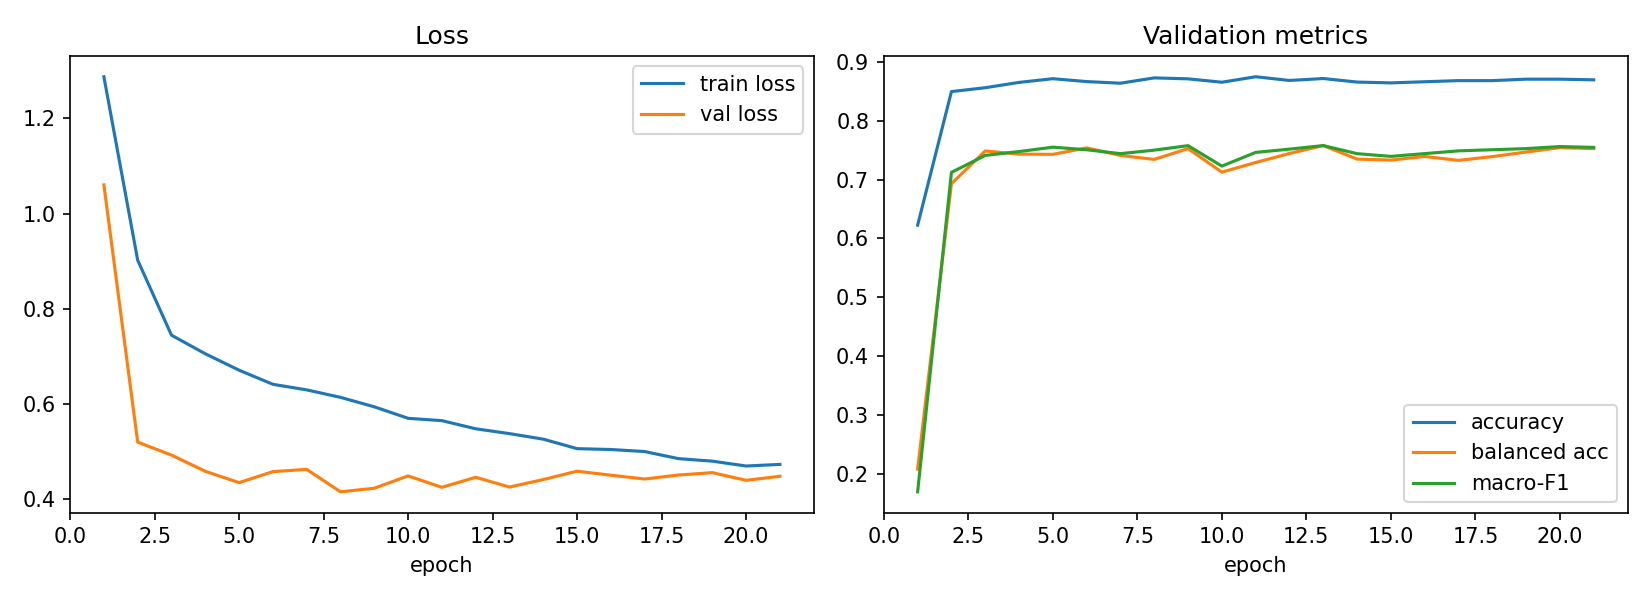 Loss
1.2
1.0
0.8
0.6
0.4
0.0 2.5 5.0 7.5 10.0 12.5 15.0 17.5 20.0
epoch
train loss
val loss
Validation metrics
0.9
0.8
0.7
0.6
0.5
0.4
0.3
0.2
0.0 2.5 5.0 7.5 10.0 12.5 15.0 17.5 20.0
epoch
accuracy
balanced acc
macro-F1